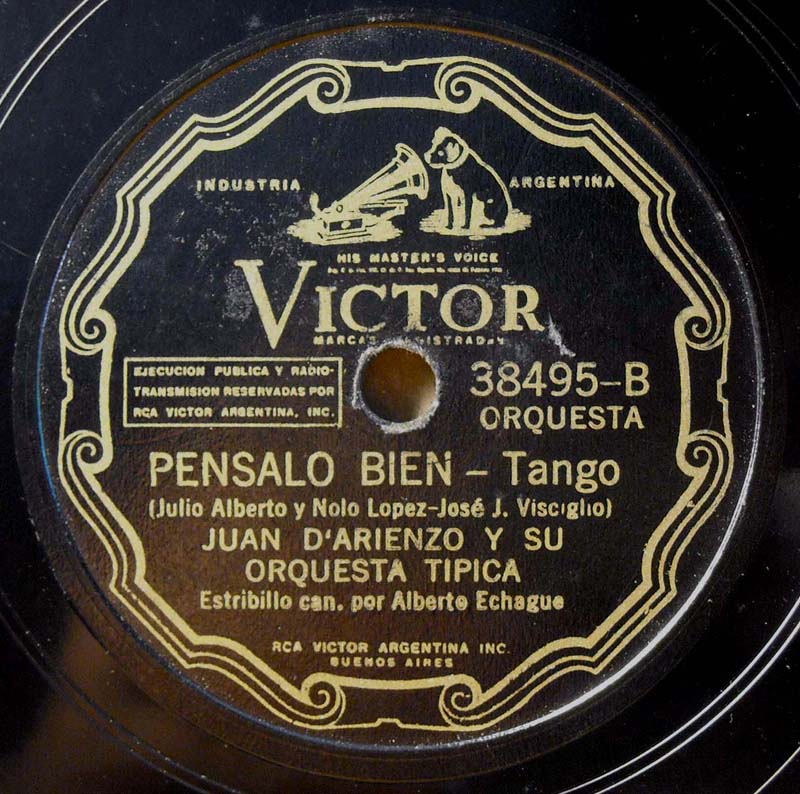 INDUSTRIA ARGENTINA
HIS MASTER'S VOICE
VICTOR
MARCAS
EJECUCION PUBLICA Y RADIO-
TRANSMISION RESERVADAS POR
RCA VICTOR ARGENTINA, INC.
38495-B
ORQUESTA
PENSALO BIEN - Tango
(Julio Alberto y Nolo Lopez-José J. Visciglio)
JUAN D'ARIENZO Y SU
ORQUESTA TIPICA
Estribillo can. por Alberto Echague
RCA VICTOR ARGENTINA INC.
BUENOS AIRES